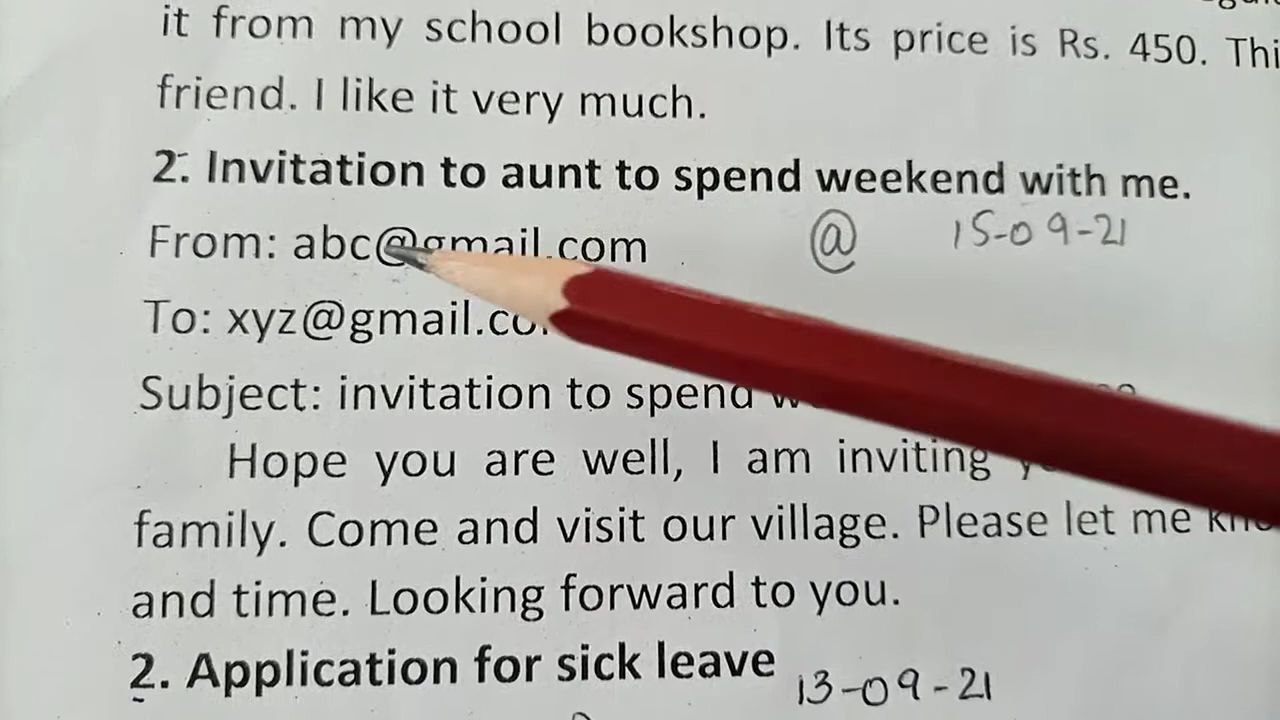 it from my school bookshop. Its price is Rs. 450. Thi
friend. I like it very much.
2. Invitation to aunt to spend weekend with me.
From: abc@gmail.com @ 15-09-21
To: xyz@gmail.co
Subject: invitation to spend
Hope you are well, I am inviting
family. Come and visit our village. Please let me
and time. Looking forward to you.
2. Application for sick leave 13-09-21